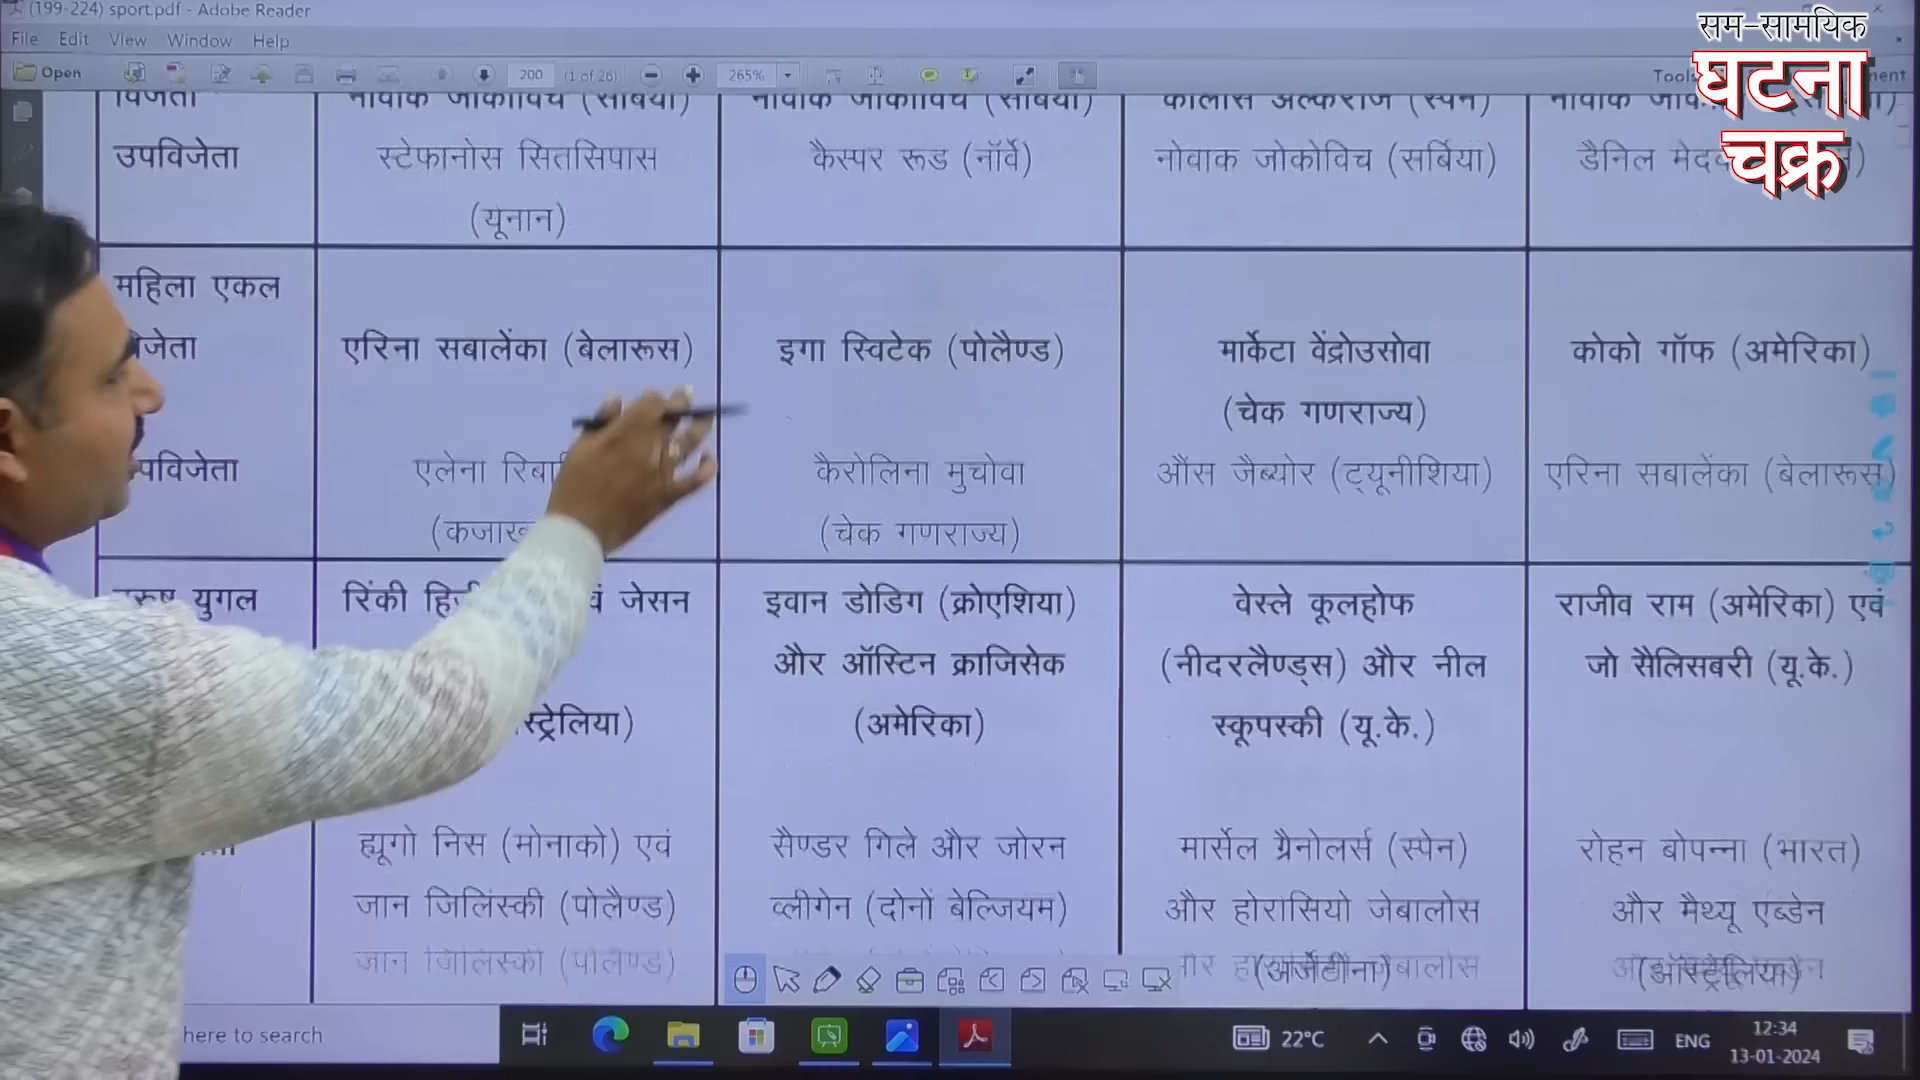 (199-224) sport.pdf - Adobe Reader
File Edit View Window Help
Open 200 (1 of 26) 265% Tools
सम-सामयिक
घटना
चक्र
विजेता नोवाक जोकोविच (सर्बिया) नोवाक जोकोविच (सर्बिया) कार्लोस अल्कराज (स्पेन) नोवाक
उपविजेता स्टेफानोस सितसिपास कैस्पर रूड (नॉर्वे) नोवाक जोकोविच (सर्बिया) डैनिल
(यूनान)
महिला एकल
एरिना सबालेंका (बेलारूस) इगा स्विटेक (पोलैण्ड) मार्केटा वेंद्रोउसोवा कोको गॉफ (अमेरिका)
(चेक गणराज्य)
एलेना कैरोलिना मुचोवा औंस जैब्योर (ट्यूनीशिया) एरिना सबालेंका (बेलारूस)
(चेक गणराज्य)
युगल रिंकी जेसन इवान डोडिग (क्रोएशिया) वेस्ले कूलहोफ राजीव राम (अमेरिका) एवं
और ऑस्टिन क्राजिसेक (नीदरलैण्ड्स) और नील जो सैलिसबरी (यू.के.)
(अमेरिका) स्कूपस्की (यू.के.)
ह्यूगो निस (मोनाको) एवं सैण्डर गिले और जोरन मार्सेल ग्रैनोलर्स (स्पेन) रोहन बोपन्ना (भारत)
जान जिलिंस्की (पोलैण्ड) व्लीगेन (दोनों बेल्जियम) और होरासियो जेबालोस और मैथ्यू एब्डेन
जान जिलिंस्की (पोलैण्ड) (अर्जेंटीना) (ऑस्ट्रेलिया)
here to search 22°C ENG 12:34
13-01-2024